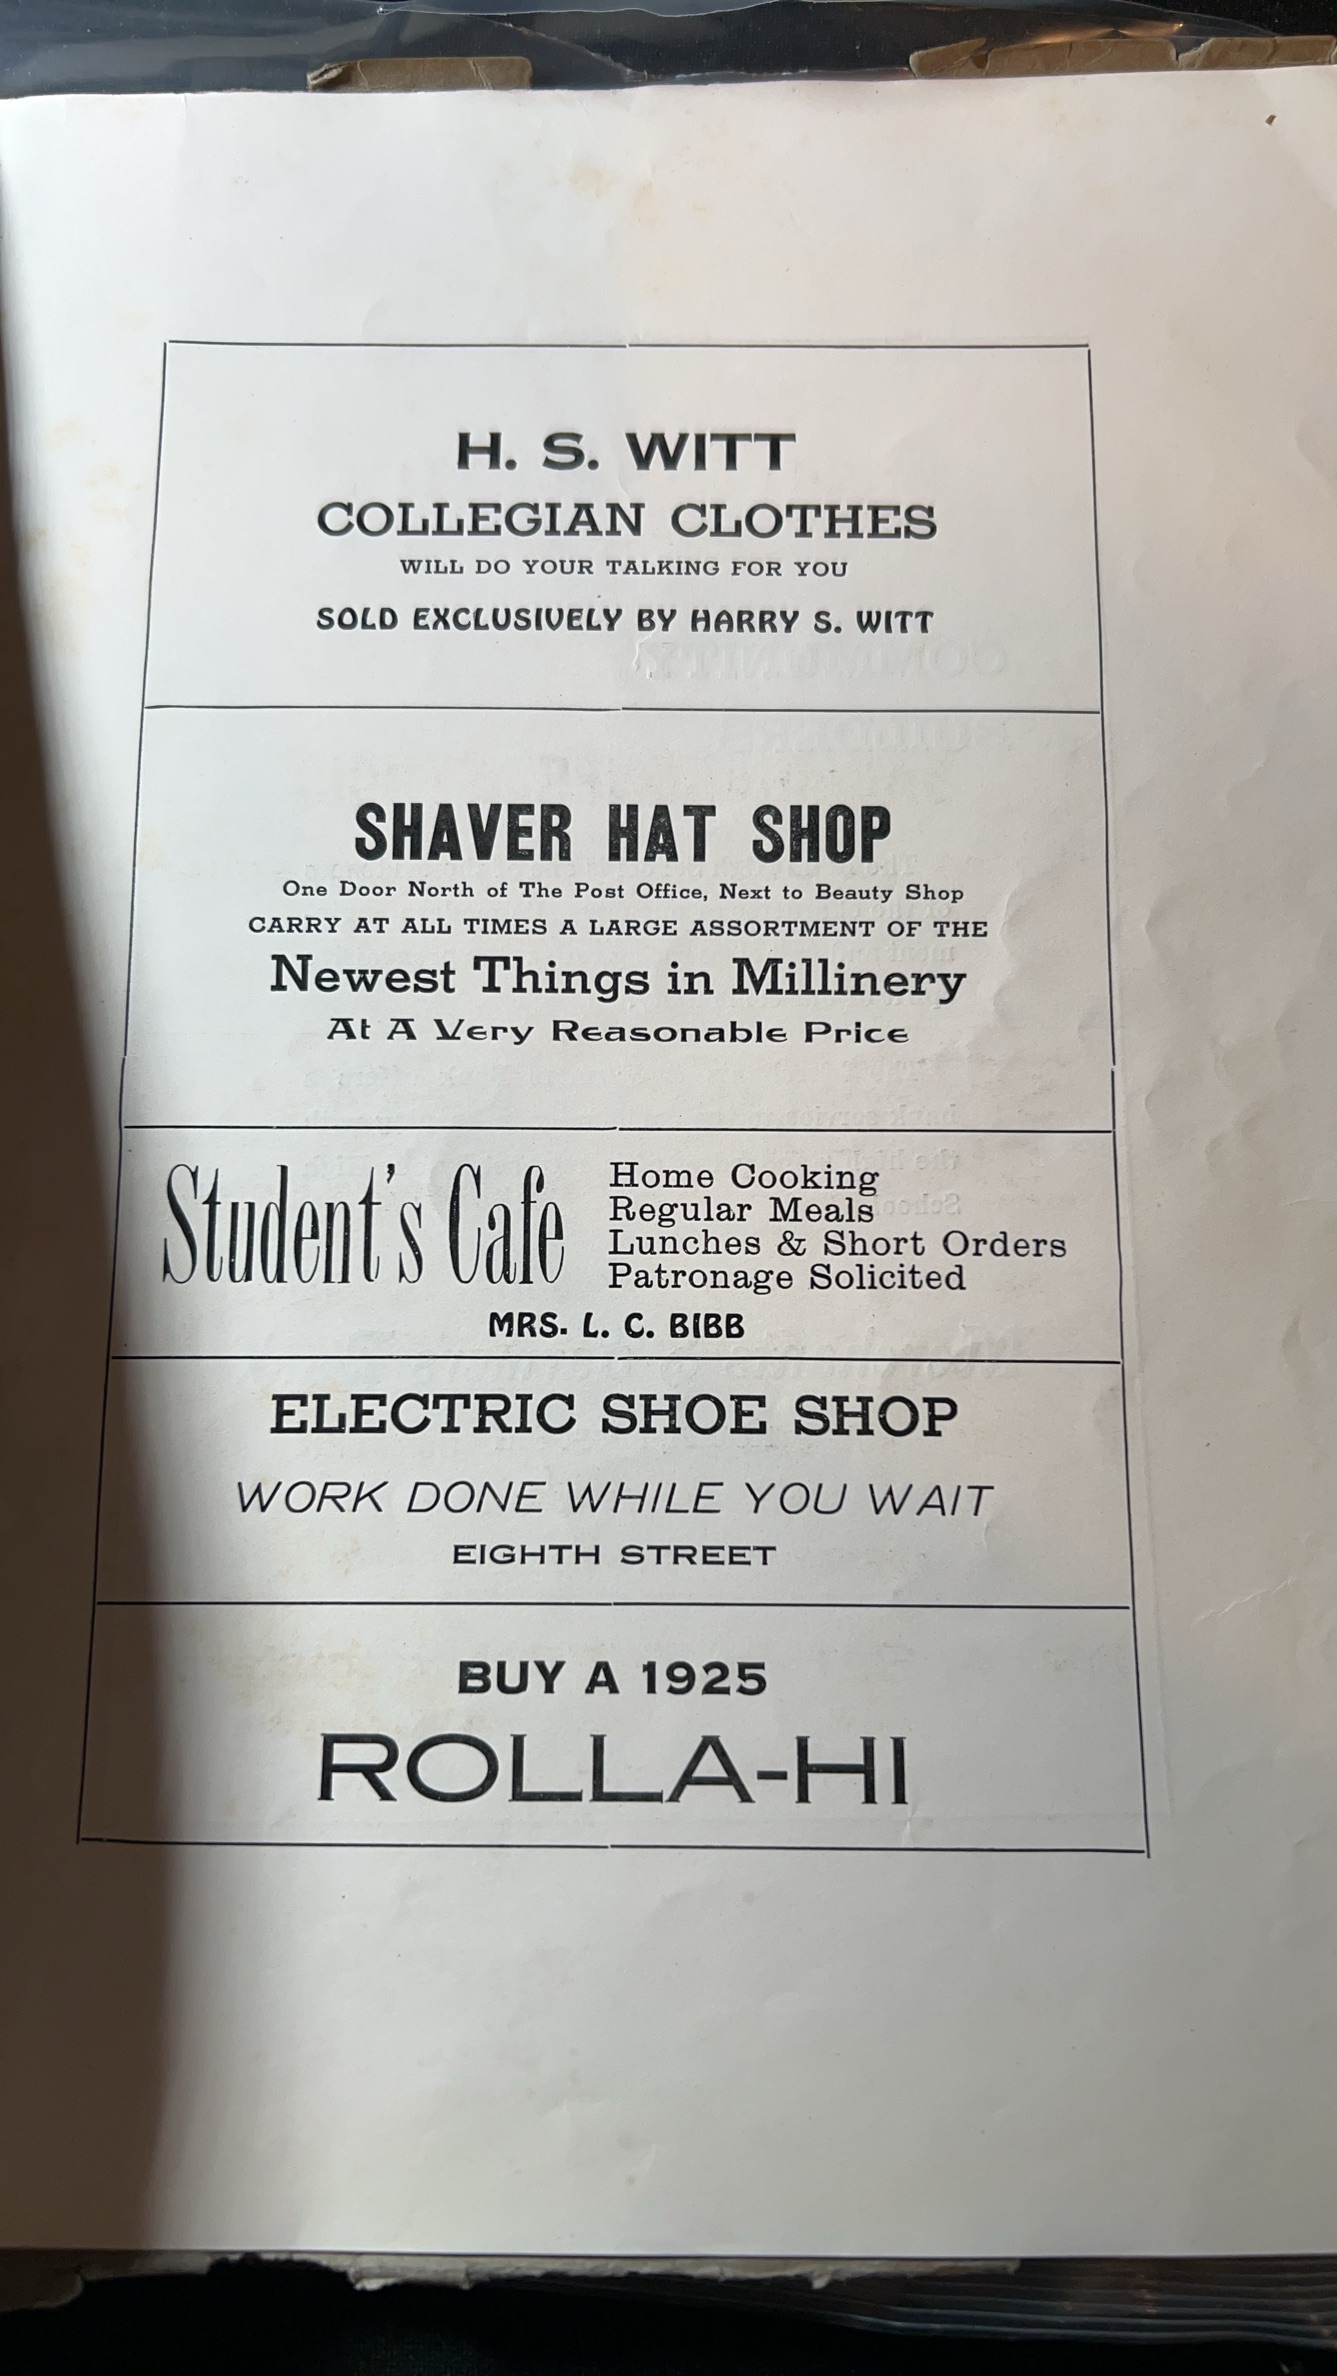 H. S. WITT
COLLEGIAN CLOTHES
WILL DO YOUR TALKING FOR YOU
SOLD EXCLUSIVELY BY HARRY S. WITT
SHAVER HAT SHOP
One Door North of The Post Office, Next to Beauty Shop
CARRY AT ALL TIMES A LARGE ASSORTMENT OF THE
Newest Things in Millinery
At A Very Reasonable Price
Student's Cafe
Home Cooking
Regular Meals
Lunches & Short Orders
Patronage Solicited
MRS. L. C. BIBB
ELECTRIC SHOE SHOP
WORK DONE WHILE YOU WAIT
EIGHTH STREET
BUY A 1925
ROLLA-HI